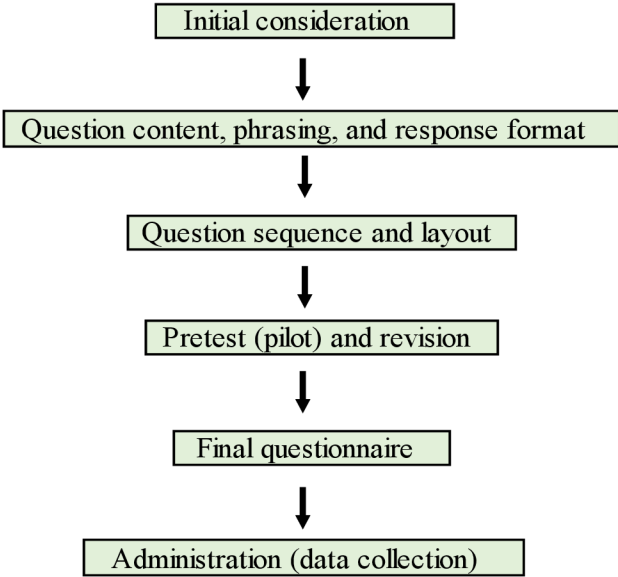 Initial consideration
Question content, phrasing, and response format
Question sequence and layout
Pretest (pilot) and revision
Final questionnaire
Administration (data collection)